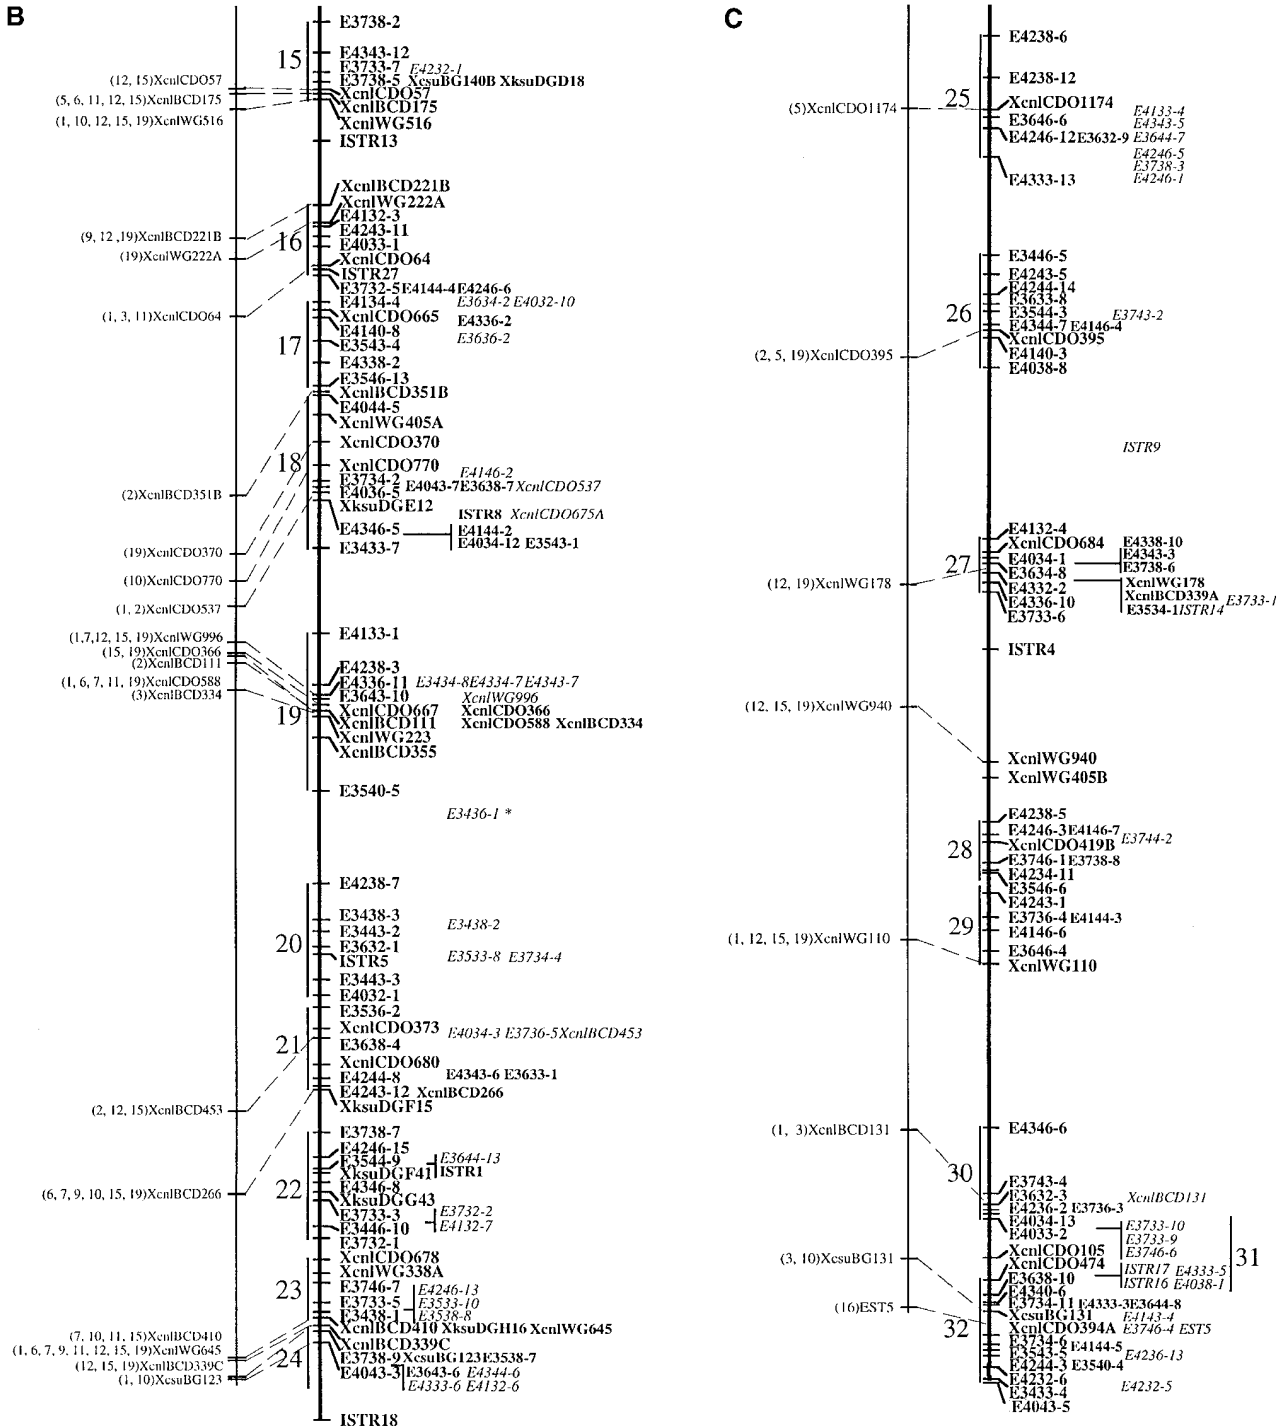 B
E3738-2
E4343-12
15
E3733-7 E4232-1
(12, 15)XcnlCDO57
E3738-5 XcsuBG140B XksuDGD18
XcnlCDO57
(5, 6, 11, 12, 15)XcnlBCD175
XcnlBCD175
(1, 10, 12, 15, 19)XcnlWG516
XcnlWG516
ISTR13
XcnlBCD221B
XcnlWG222A
E4132-3
E4243-11
(9, 12 ,19)XcnlBCD221B
16
E4033-1
(19)XcnlWG222A
XcnlCDO64
ISTR27
E3732-5 E4144-4 E4246-6
E4134-4 E3634-2 E4032-10
(1, 3, 11)XcnlCDO64
XcnlCDO665 E4336-2
E4140-8
E3636-2
17
E3543-4
E4338-2
E3546-13
XcnlBCD351B
E4044-5
XcnlWG405A
XcnlCDO370
18
XcnlCDO770
E4146-2
E3734-2
E4043-7 E3638-7 XcnlCDO537
E4036-5
(2)XcnlBCD351B
XksuDGE12
ISTR8 XcnlCDO675A
E4346-5 E4144-2
E4034-12 E3543-1
E3433-7
(19)XcnlCDO370
(10)XcnlCDO770
(1, 2)XcnlCDO537
E4133-1
(1,7,12, 15, 19)XcnlWG996
(15, 19)XcnlCDO366
(2)XcnlBCD111
E4238-3
(1, 6, 7, 11, 19)XcnlCDO588
E4336-11 E3434-8 E4334-7 E4343-7
(3)XcnlBCD334
E3643-10 XcnlWG996
19
XcnlCDO667 XcnlCDO366
XcnlBCD111 XcnlCDO588 XcnlBCD334
XcnlWG223
XcnlBCD355
E3540-5
E3436-1 *
E4238-7
E3438-3
E3438-2
E3443-2
20
E3632-1
ISTR5 E3533-8 E3734-4
E3443-3
E4032-1
E3536-2
XcnlCDO373
E4034-3 E3736-5 XcnlBCD453
21
E3638-4
XcnlCDO680
E4244-8 E4343-6 E3633-1
E4243-12 XcnlBCD266
(2, 12, 15)XcnlBCD453
XksuDGF15
E3738-7
E4246-15
E3544-9 E3644-13
XksuDGF41 ISTR1
22
E4346-8
(6, 7, 9, 10, 15, 19)XcnlBCD266
XksuDGG43
E3733-3 E3732-2
E3446-10 E4132-7
E3732-1
XcnlCDO678
XcnlWG338A
23
E3746-7 E4246-13
E3733-5 E3533-10
E3438-1 E3538-8
XcnlBCD410 XksuDGH16 XcnlWG645
(7, 10, 11, 15)XcnlBCD410
XcnlBCD339C
(1, 6, 7, 9, 11, 12, 15, 19)XcnlWG645
24
E3738-9 XcsuBG123 E3538-7
(12, 15, 19)XcnlBCD339C
E4043-3 E3643-6 E4344-6
(1, 10)XcsuBG123
E4333-6 E4132-6
ISTR18
C
E4238-6
E4238-12
25
XcnlCDO1174
(5)XcnlCDO1174
E4133-4
E3646-6
E4343-5
E4246-12 E3632-9 E3644-7
E4246-5
E3738-3
E4333-13 E4246-1
E3446-5
E4243-5
E4244-14
E3633-8
26
E3544-3
E3743-2
E4344-7 E4146-4
XcnlCDO395
(2, 5, 19)XcnlCDO395
E4140-3
E4038-8
ISTR9
E4132-4
XcnlCDO684 E4338-10
E4343-3
27
E4034-1 E3738-6
E3634-8
(12, 19)XcnlWG178
E4332-2 XcnlWG178
XcnlBCD339A
E4336-10 E3733-1
E3733-6 E3534-1 ISTR14
ISTR4
(12, 15, 19)XcnlWG940
XcnlWG940
XcnlWG405B
E4238-5
E4246-3 E4146-7
E3744-2
28
XcnlCDO419B
E3746-1 E3738-8
E4234-11
E3546-6
E4243-1
E3736-4 E4144-3
29
E4146-6
(1, 12, 15, 19)XcnlWG110
E3646-4
XcnlWG110
(1, 3)XcnlBCD131
E4346-6
30
E3743-4
E3632-3 XcnlBCD131
E4236-2 E3736-3
E4034-13
E3733-10
E4033-2
E3733-9
XcnlCDO105 E3746-6
31
(3, 10)XcsuBG131
XcnlCDO474
ISTR17 E4333-5
E3638-10
ISTR16 E4038-1
E4340-6
(16)EST5
E3734-11 E4333-3 E3644-8
XcsuBG131 E4143-4
32
XcnlCDO394A E3746-4 EST5
E3734-6
E4144-5
E3543-5 E4236-13
E4244-3 E3540-4
E4232-6
E4232-5
E3433-4
E4043-5